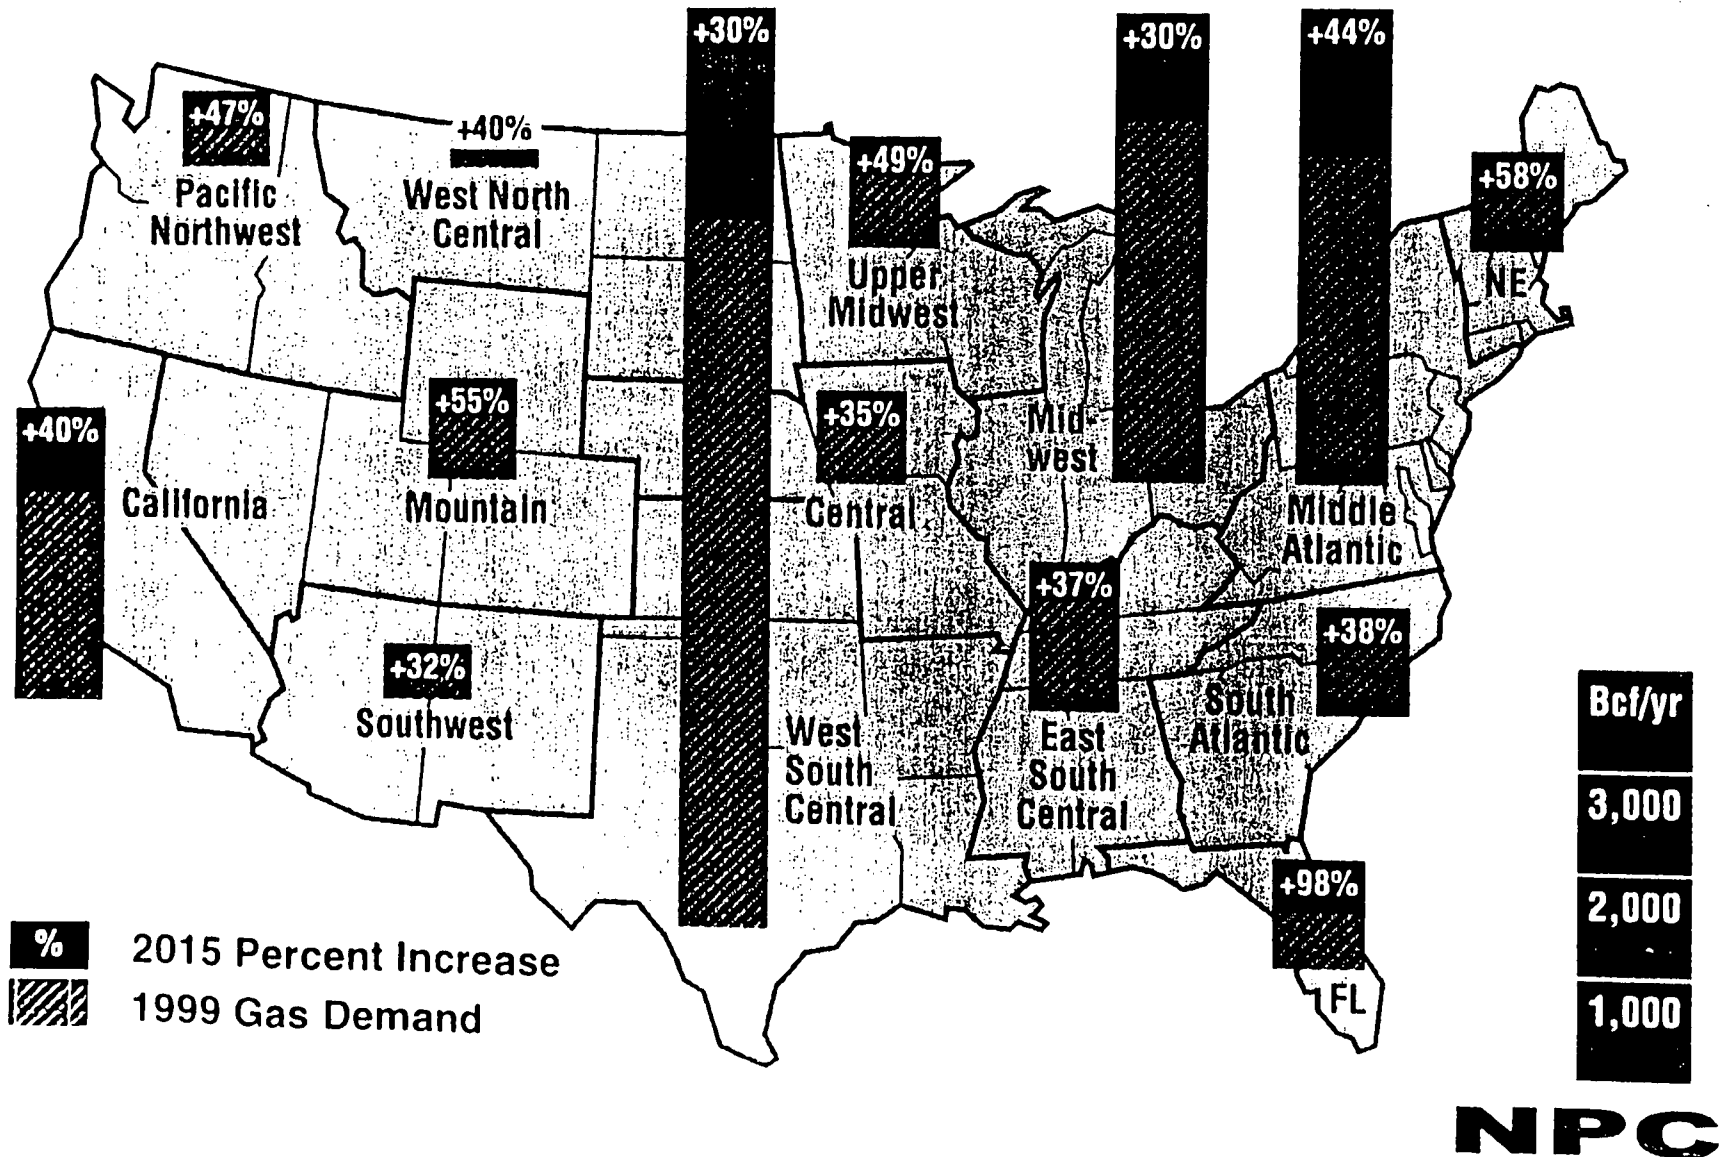 +30%
+30%
+44%
+47%
+40%
+49%
+58%
Pacific
Northwest
West North
Central
Upper
Midwest
NE
+40%
+55%
+35%
Mid-
west
California
Mountain
Central
Middle
Atlantic
+37%
+38%
+32%
Southwest
West
South
Central
East
South
Central
South
Atlantic
+98%
FL
Bcf/yr
3,000
2,000
1,000
% 2015 Percent Increase
1999 Gas Demand
NPC